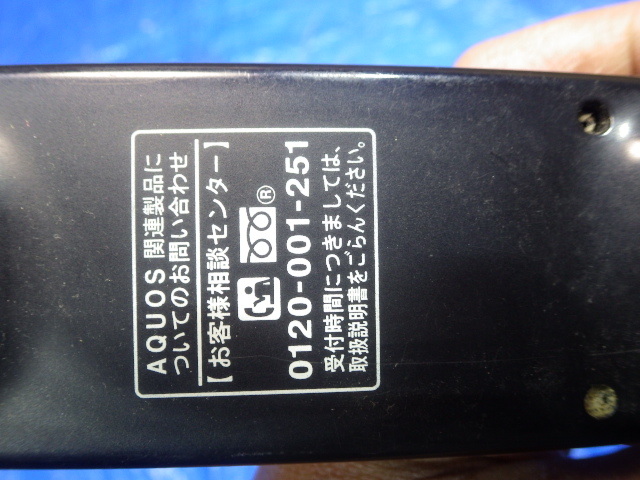 AQUOS 関連製品に
ついてのお問い合わせ
【お客様相談センター】
®
0120-001-251
受付時間につきましては、
取扱説明書をごらんください。